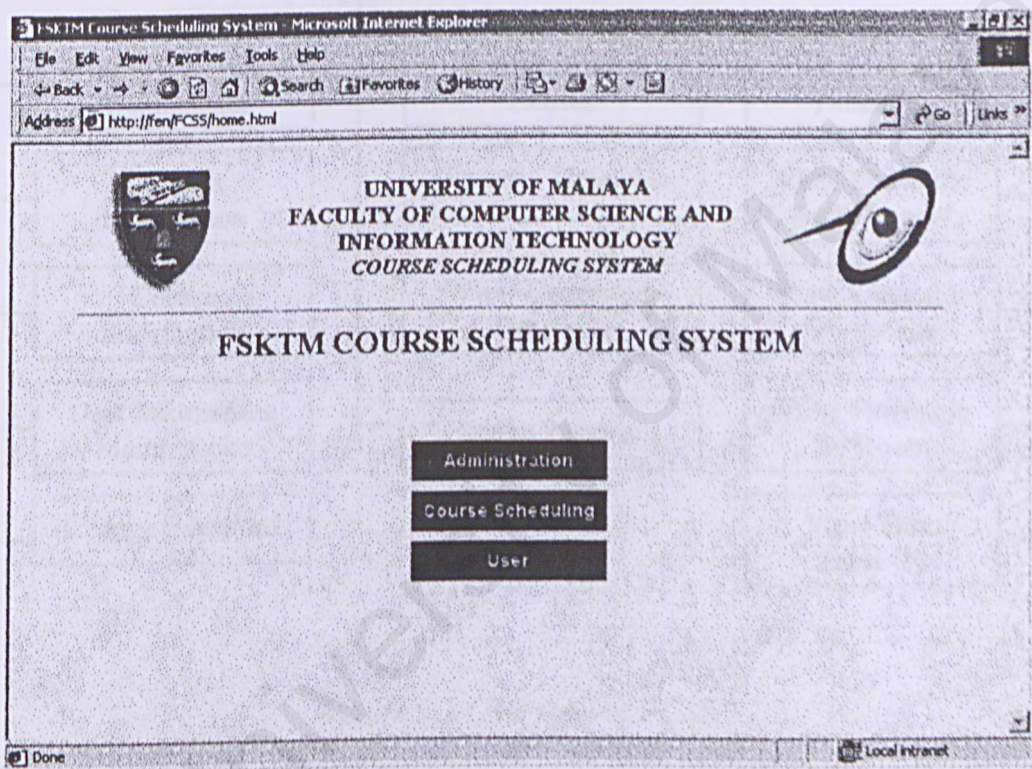 FSKTM Course Scheduling System - Microsoft Internet Explorer
File Edit View Favorites Tools Help
Back Search Favorites History
Address http://fen/FCSS/home.html Go Links »
UNIVERSITY OF MALAYA
FACULTY OF COMPUTER SCIENCE AND
INFORMATION TECHNOLOGY
COURSE SCHEDULING SYSTEM
FSKTM COURSE SCHEDULING SYSTEM
Administration
Course Scheduling
User
Done Local intranet